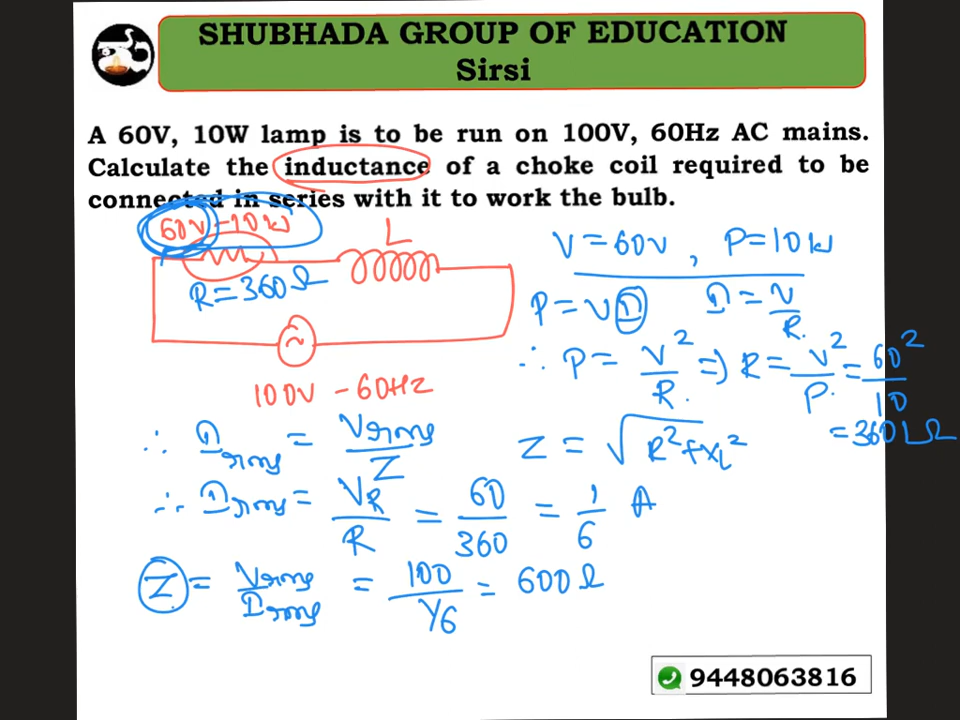 SHUBHADA GROUP OF EDUCATION
Sirsi
A 60V, 10W lamp is to be run on 100V, 60Hz AC mains.
Calculate the inductance of a choke coil required to be
connected in series with it to work the bulb.
60V - 10W
L
R = 360Ω
~
100V - 60Hz
V = 60V , P = 10W
P = VI
I = V/R.
∴ P = V²/R. ⇒ R = V²/P. = 60²/10
= 360Ω
∴ Irms = Vrms/Z
Z = √R² + XL²
∴ Irms = VR/R = 60/360 = 1/6 A
Z = Vrms/Irms = 100/1/6 = 600Ω
9448063816